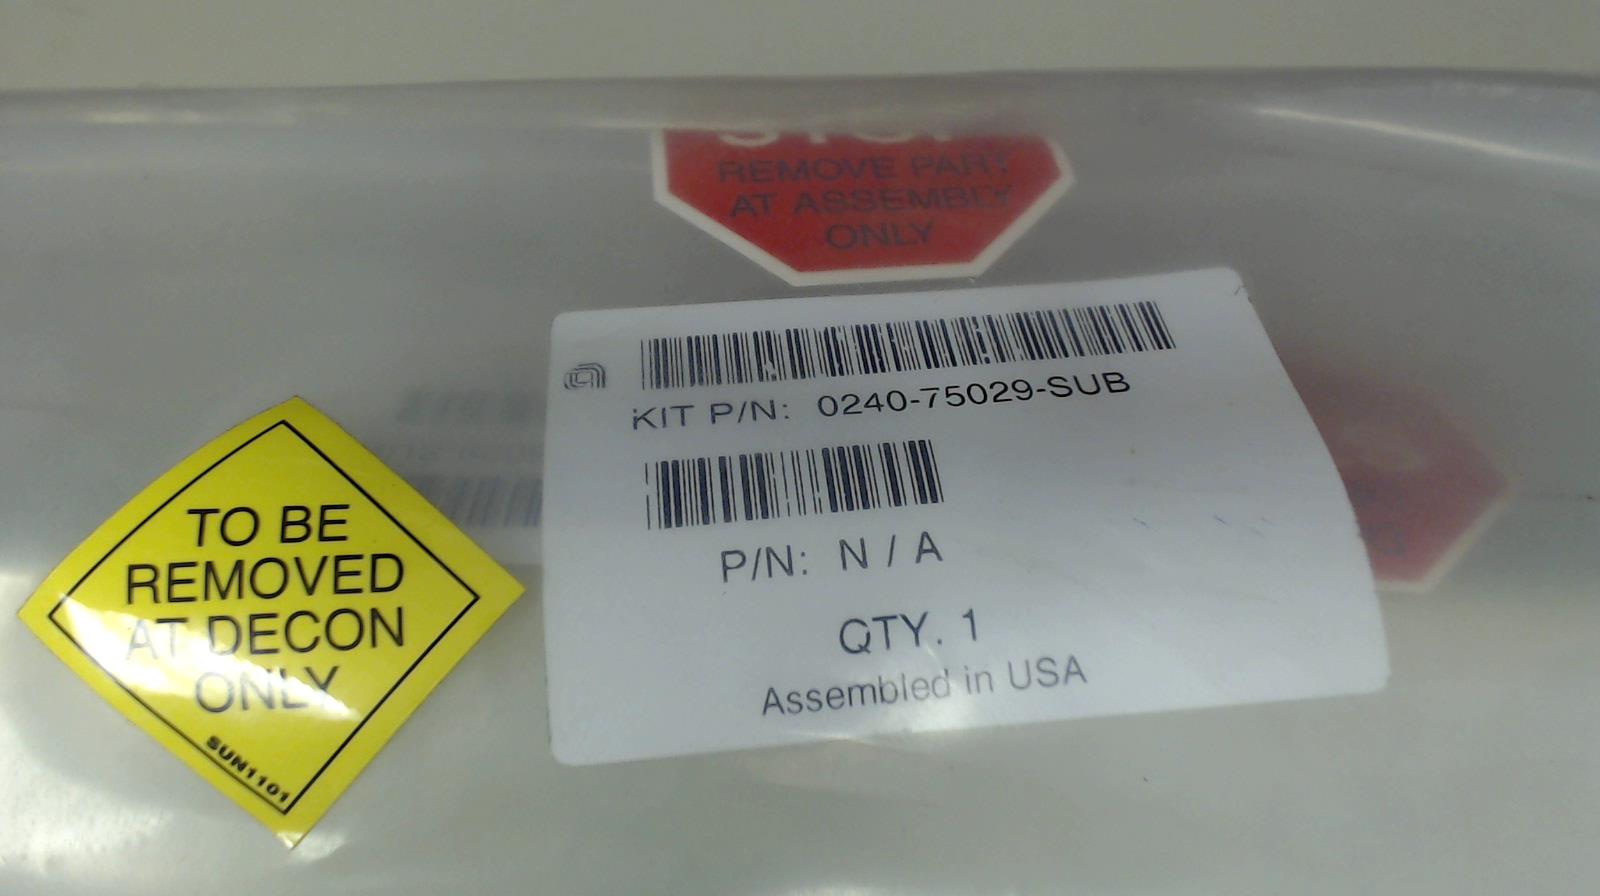 STOP
REMOVE PART
AT ASSEMBLY
ONLY
KIT P/N: 0240-75029-SUB
P/N: N / A
QTY. 1
Assembled in USA
TO BE
REMOVED
AT DECON
ONLY
SUN1101